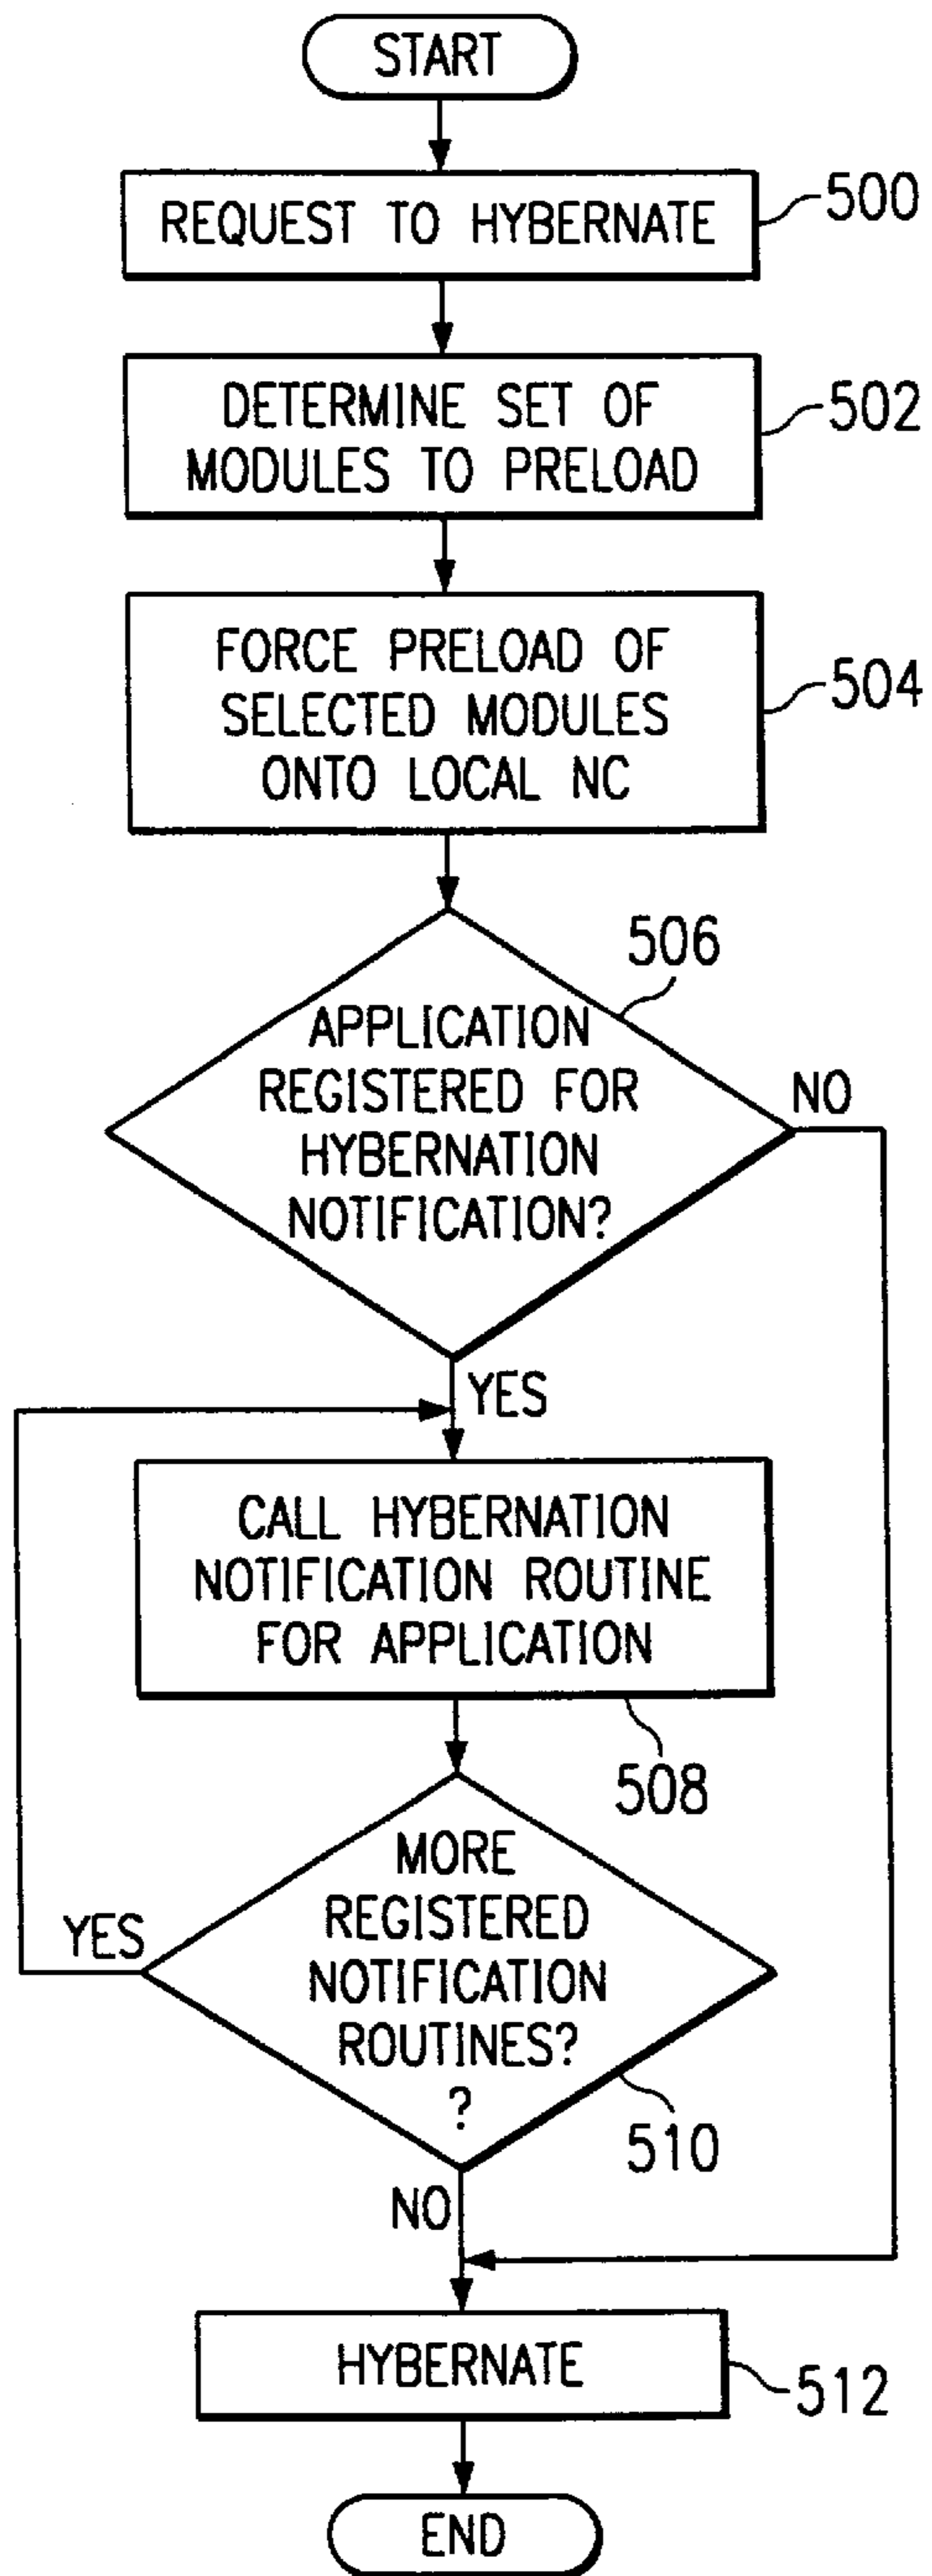 START
REQUEST TO HYBERNATE
500
DETERMINE SET OF
MODULES TO PRELOAD
502
FORCE PRELOAD OF
SELECTED MODULES
ONTO LOCAL NC
504
506
APPLICATION
REGISTERED FOR
HYBERNATION
NOTIFICATION?
NO
YES
CALL HYBERNATION
NOTIFICATION ROUTINE
FOR APPLICATION
508
MORE
REGISTERED
NOTIFICATION
ROUTINES?
?
YES
510
NO
HYBERNATE
512
END